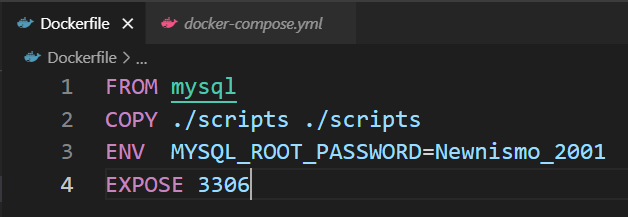 Dockerfile
docker-compose.yml
Dockerfile > ...
1 FROM mysql
2 COPY ./scripts ./scripts
3 ENV  MYSQL_ROOT_PASSWORD=Newnismo_2001
4 EXPOSE 3306